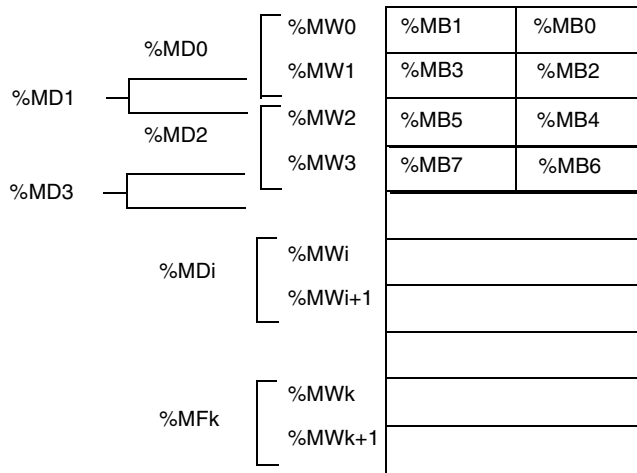 %MW0 %MB1 %MB0
%MD0
%MW1 %MB3 %MB2
%MD1
%MW2 %MB5 %MB4
%MD2
%MW3 %MB7 %MB6
%MD3
%MWi
%MDi
%MWi+1
%MWk
%MFk
%MWk+1